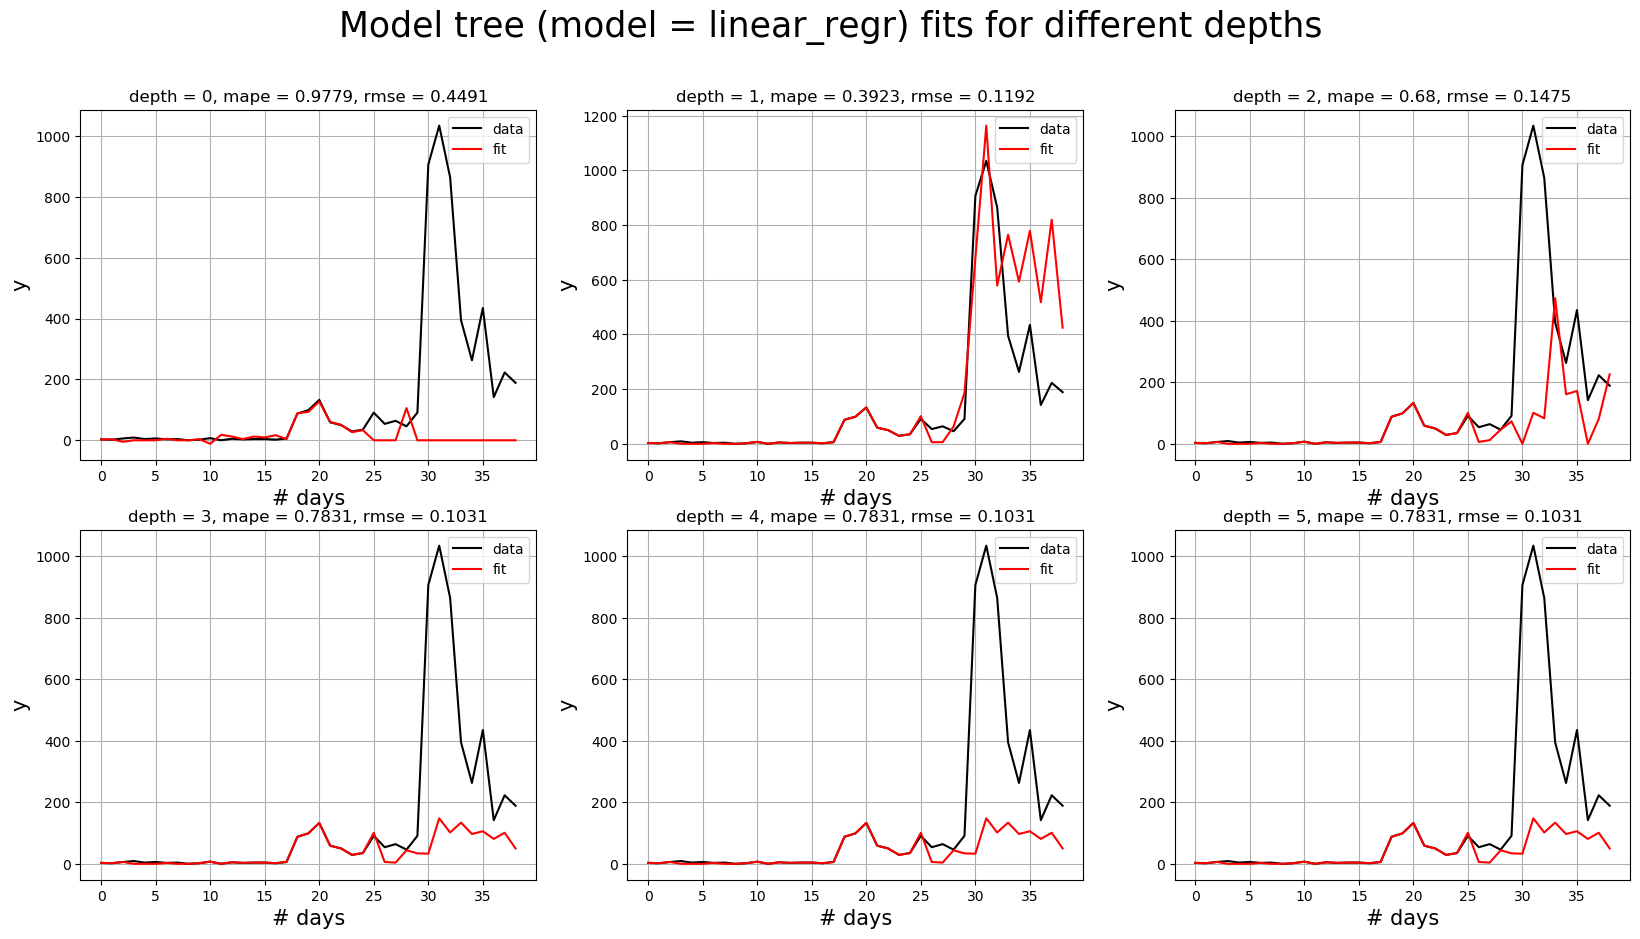 Model tree (model = linear_regr) fits for different depths
depth = 0, mape = 0.9779, rmse = 0.4491
data
fit
1000
800
600
400
200
0
y
0 5 10 15 20 25 30 35
# days
depth = 1, mape = 0.3923, rmse = 0.1192
data
fit
1200
1000
800
600
400
200
0
y
0 5 10 15 20 25 30 35
# days
depth = 2, mape = 0.68, rmse = 0.1475
data
fit
1000
800
600
400
200
0
y
0 5 10 15 20 25 30 35
# days
depth = 3, mape = 0.7831, rmse = 0.1031
data
fit
1000
800
600
400
200
0
y
0 5 10 15 20 25 30 35
# days
depth = 4, mape = 0.7831, rmse = 0.1031
data
fit
1000
800
600
400
200
0
y
0 5 10 15 20 25 30 35
# days
depth = 5, mape = 0.7831, rmse = 0.1031
data
fit
1000
800
600
400
200
0
y
0 5 10 15 20 25 30 35
# days